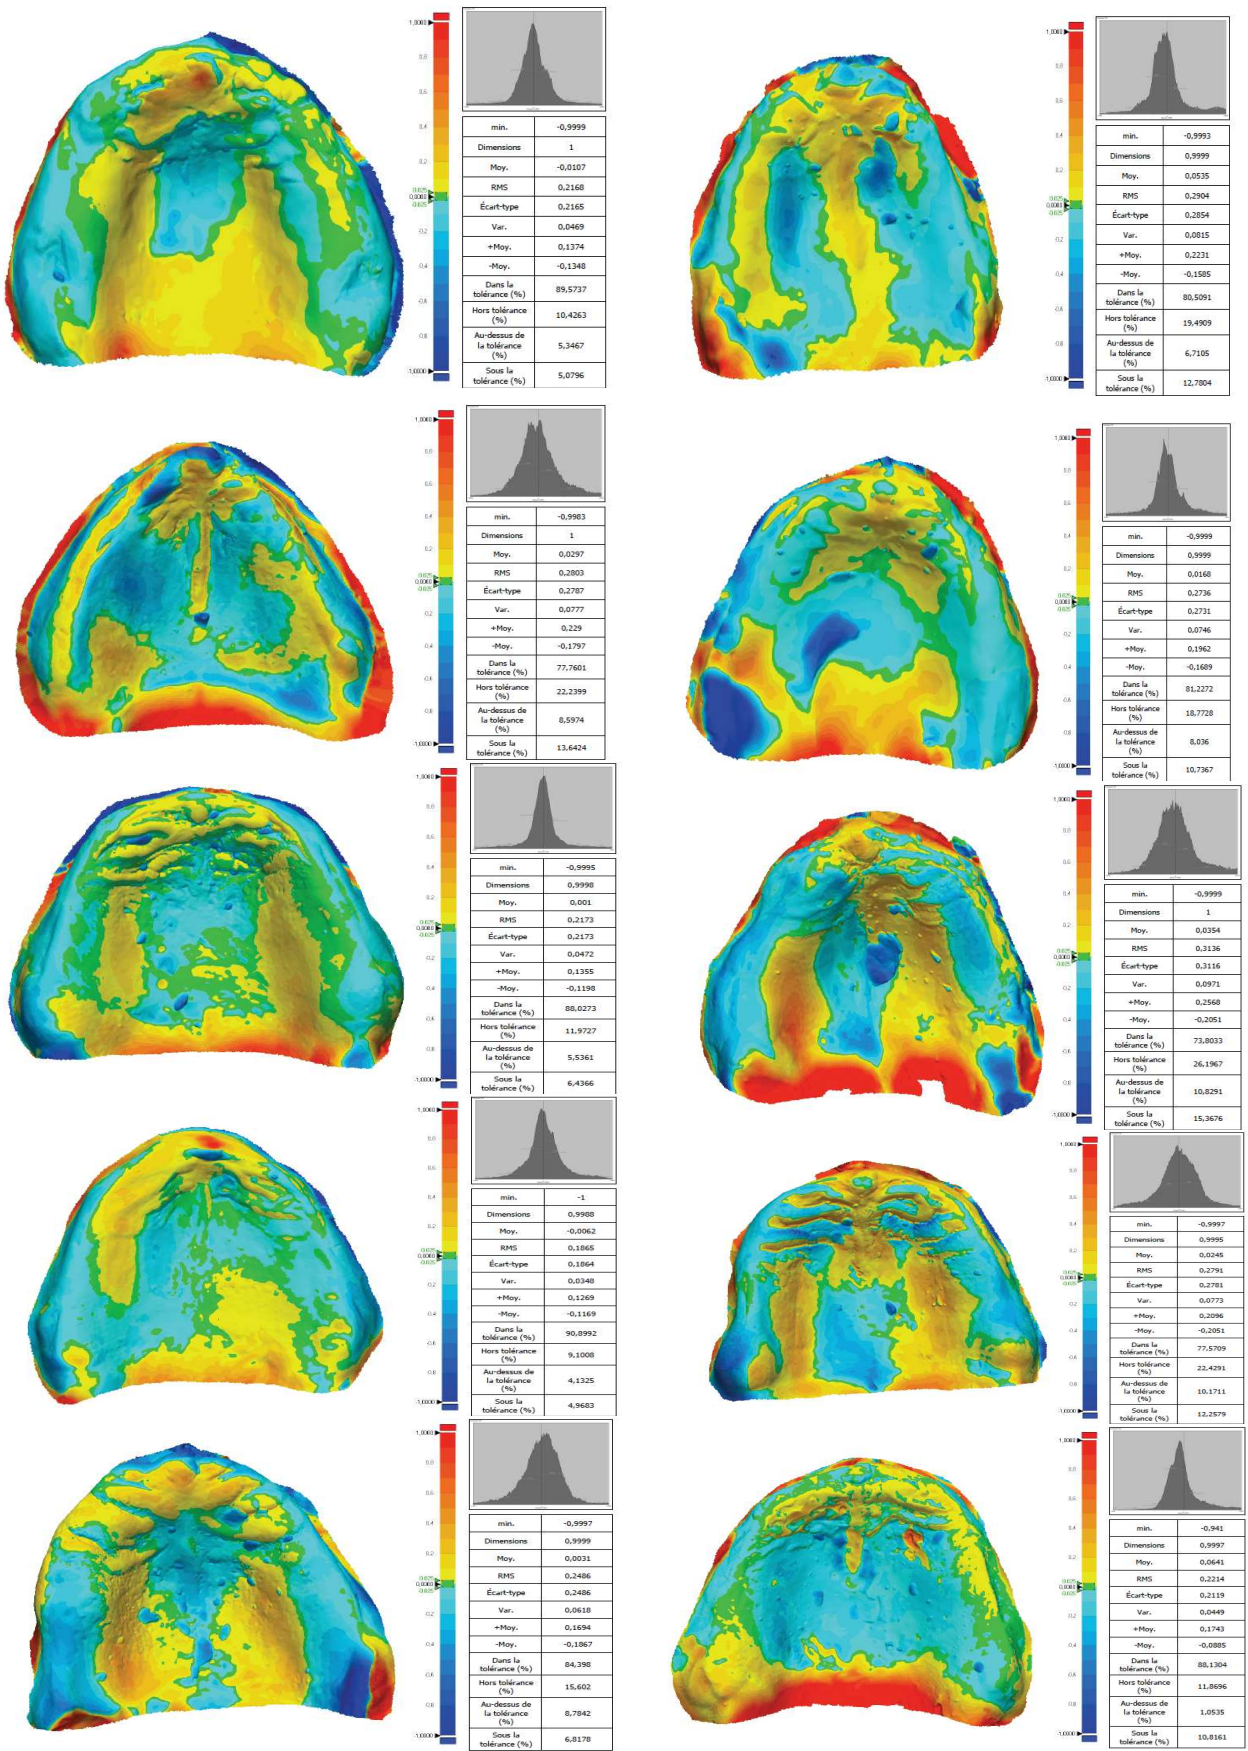 min. -0,9999
Dimensions 1
Moy. -0,0107
RMS 0,2168
Écart-type 0,2165
Var. 0,0469
+Moy. 0,1374
-Moy. -0,1348
Dans la tolérance (%) 89,5737
Hors tolérance (%) 10,4263
Au-dessus de la tolérance (%) 5,3467
Sous la tolérance (%) 5,0796
min. -0,9993
Dimensions 0,9999
Moy. 0,0535
RMS 0,2904
Écart-type 0,2854
Var. 0,0815
+Moy. 0,2231
-Moy. -0,1585
Dans la tolérance (%) 80,5091
Hors tolérance (%) 19,4909
Au-dessus de la tolérance (%) 6,7105
Sous la tolérance (%) 12,7804
min. -0,9983
Dimensions 1
Moy. 0,0297
RMS 0,2803
Écart-type 0,2787
Var. 0,0777
+Moy. 0,229
-Moy. -0,1797
Dans la tolérance (%) 77,7601
Hors tolérance (%) 22,2399
Au-dessus de la tolérance (%) 8,5974
Sous la tolérance (%) 13,6424
min. -0,9999
Dimensions 0,9999
Moy. 0,0168
RMS 0,2736
Écart-type 0,2731
Var. 0,0746
+Moy. 0,1962
-Moy. -0,1689
Dans la tolérance (%) 81,2272
Hors tolérance (%) 18,7728
Au-dessus de la tolérance (%) 8,036
Sous la tolérance (%) 10,7367
min. -0,9995
Dimensions 0,9998
Moy. 0,001
RMS 0,2173
Écart-type 0,2173
Var. 0,0472
+Moy. 0,1355
-Moy. -0,1198
Dans la tolérance (%) 88,0273
Hors tolérance (%) 11,9727
Au-dessus de la tolérance (%) 5,5361
Sous la tolérance (%) 6,4366
min. -0,9999
Dimensions 1
Moy. 0,0354
RMS 0,3136
Écart-type 0,3116
Var. 0,0971
+Moy. 0,2568
-Moy. -0,2051
Dans la tolérance (%) 73,8033
Hors tolérance (%) 26,1967
Au-dessus de la tolérance (%) 10,8291
Sous la tolérance (%) 15,3676
min. -1
Dimensions 0,9988
Moy. -0,0062
RMS 0,1865
Écart-type 0,1864
Var. 0,0348
+Moy. 0,1269
-Moy. -0,1169
Dans la tolérance (%) 90,8992
Hors tolérance (%) 9,1008
Au-dessus de la tolérance (%) 4,1325
Sous la tolérance (%) 4,9683
min. -0,9997
Dimensions 0,9995
Moy. 0,0245
RMS 0,2791
Écart-type 0,2781
Var. 0,0773
+Moy. 0,2096
-Moy. -0,2051
Dans la tolérance (%) 77,5709
Hors tolérance (%) 22,4291
Au-dessus de la tolérance (%) 10,1711
Sous la tolérance (%) 12,2579
min. -0,9997
Dimensions 0,9999
Moy. 0,0031
RMS 0,2486
Écart-type 0,2486
Var. 0,0618
+Moy. 0,1694
-Moy. -0,1867
Dans la tolérance (%) 84,398
Hors tolérance (%) 15,602
Au-dessus de la tolérance (%) 8,7842
Sous la tolérance (%) 6,8178
min. -0,941
Dimensions 0,9997
Moy. 0,0641
RMS 0,2214
Écart-type 0,2119
Var. 0,0449
+Moy. 0,1743
-Moy. -0,0885
Dans la tolérance (%) 88,1304
Hors tolérance (%) 11,8696
Au-dessus de la tolérance (%) 1,0535
Sous la tolérance (%) 10,8161